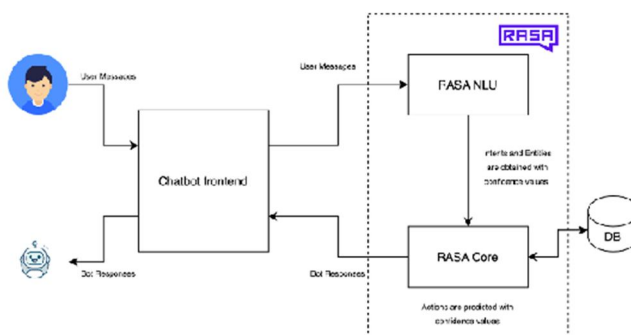 RASA
User Messages
User Messages
RASA NLU
Chatbot frontend
Intents and Entities
are obtained with
confidence values
DB
RASA Core
Bot Responses
Bot Responses
Actions are predicted with
confidence values